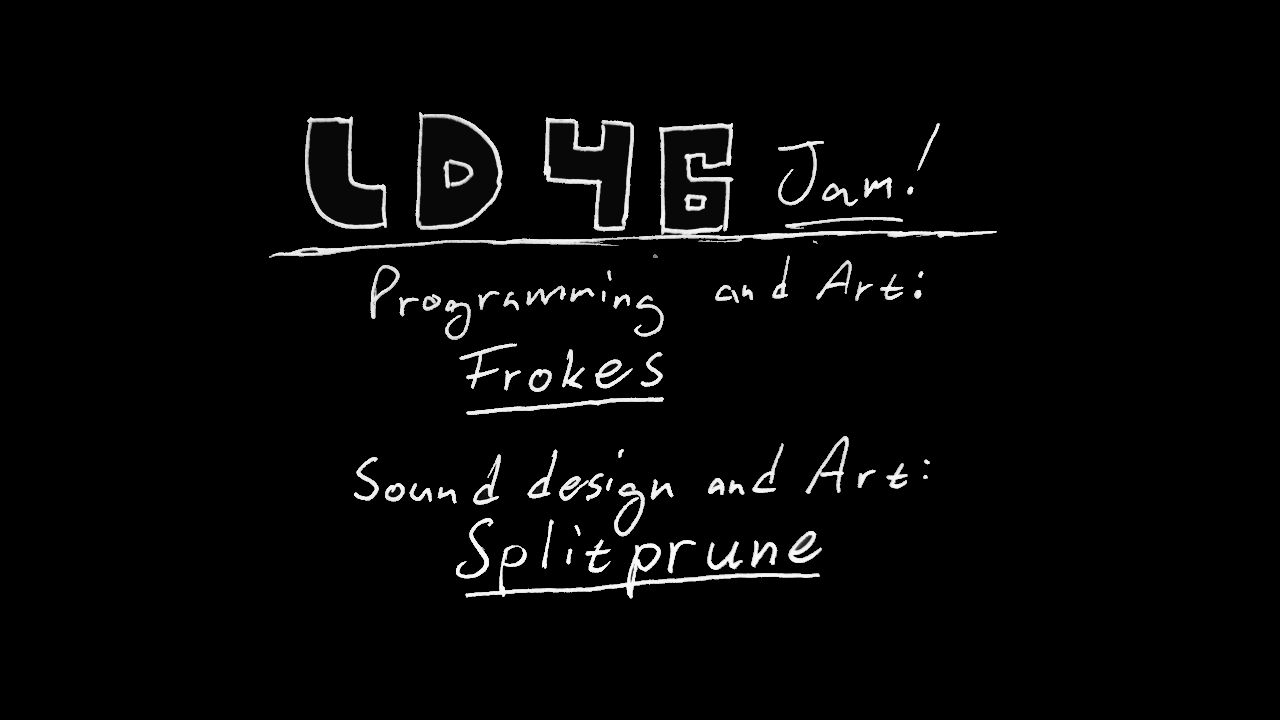 LD 46 Jam!
Programming and Art:
Frokes
Sound design and Art:
Splitprune